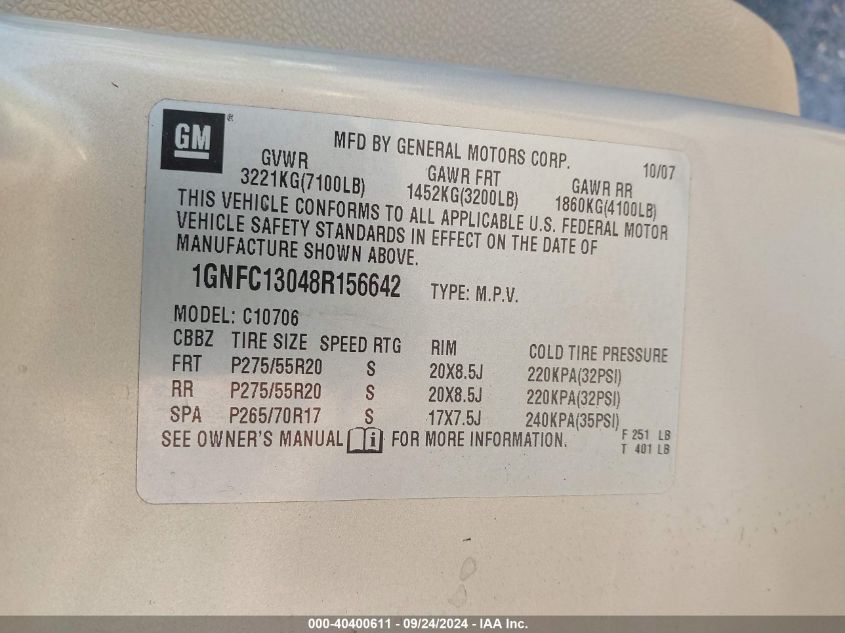 GM®
MFD BY GENERAL MOTORS CORP. 10/07
GVWR GAWR FRT GAWR RR
3221KG(7100LB) 1452KG(3200LB) 1860KG(4100LB)
THIS VEHICLE CONFORMS TO ALL APPLICABLE U.S. FEDERAL MOTOR
VEHICLE SAFETY STANDARDS IN EFFECT ON THE DATE OF
MANUFACTURE SHOWN ABOVE.
1GNFC13048R156642 TYPE: M.P.V.
MODEL: C10706
CBBZ TIRE SIZE SPEED RTG RIM COLD TIRE PRESSURE
FRT P275/55R20 S 20X8.5J 220KPA(32PSI)
RR P275/55R20 S 20X8.5J 220KPA(32PSI)
SPA P265/70R17 S 17X7.5J 240KPA(35PSI)
SEE OWNER'S MANUAL i FOR MORE INFORMATION. F 251 LB
T 401 LB
000-40400611 - 09/24/2024 - IAA Inc.